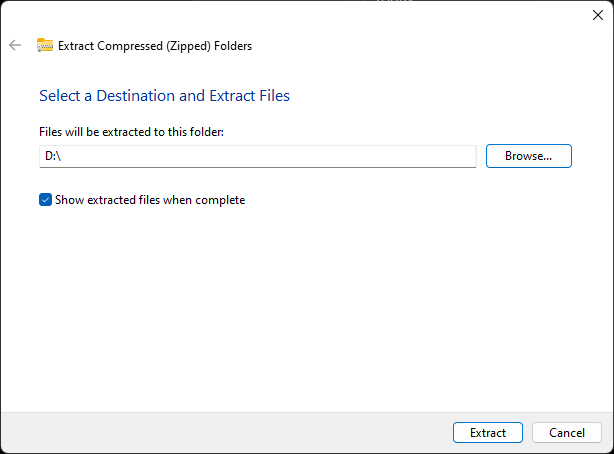 Extract Compressed (Zipped) Folders
Select a Destination and Extract Files
Files will be extracted to this folder:
D:\
Browse...
Show extracted files when complete
Extract
Cancel